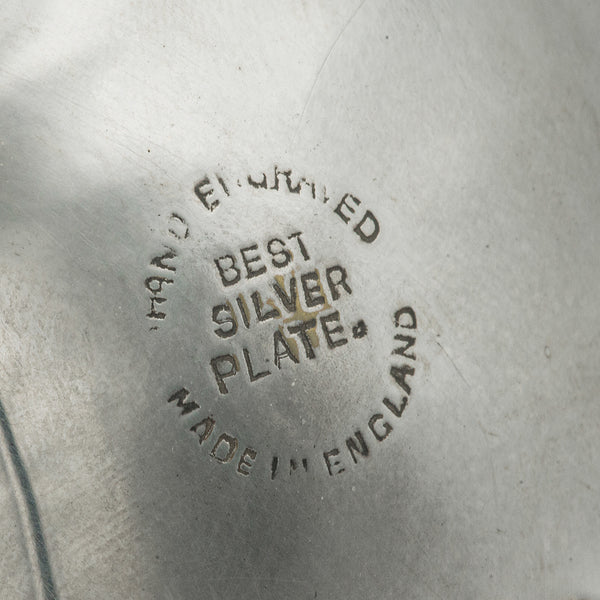 HAND ENGRAVED
BEST
SILVER
PLATE.
MADE IN ENGLAND